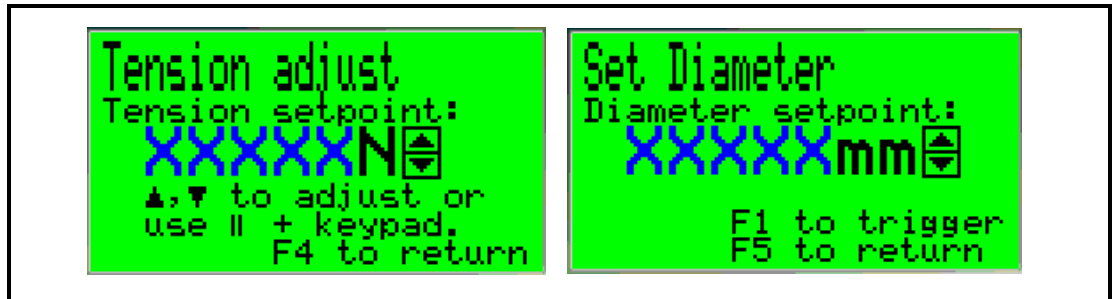 Tension adjust
Tension setpoint:
XXXXXN
▲,▼ to adjust or
use || + keypad.
F4 to return
Set Diameter
Diameter setpoint:
XXXXXmm
F1 to trigger
F5 to return